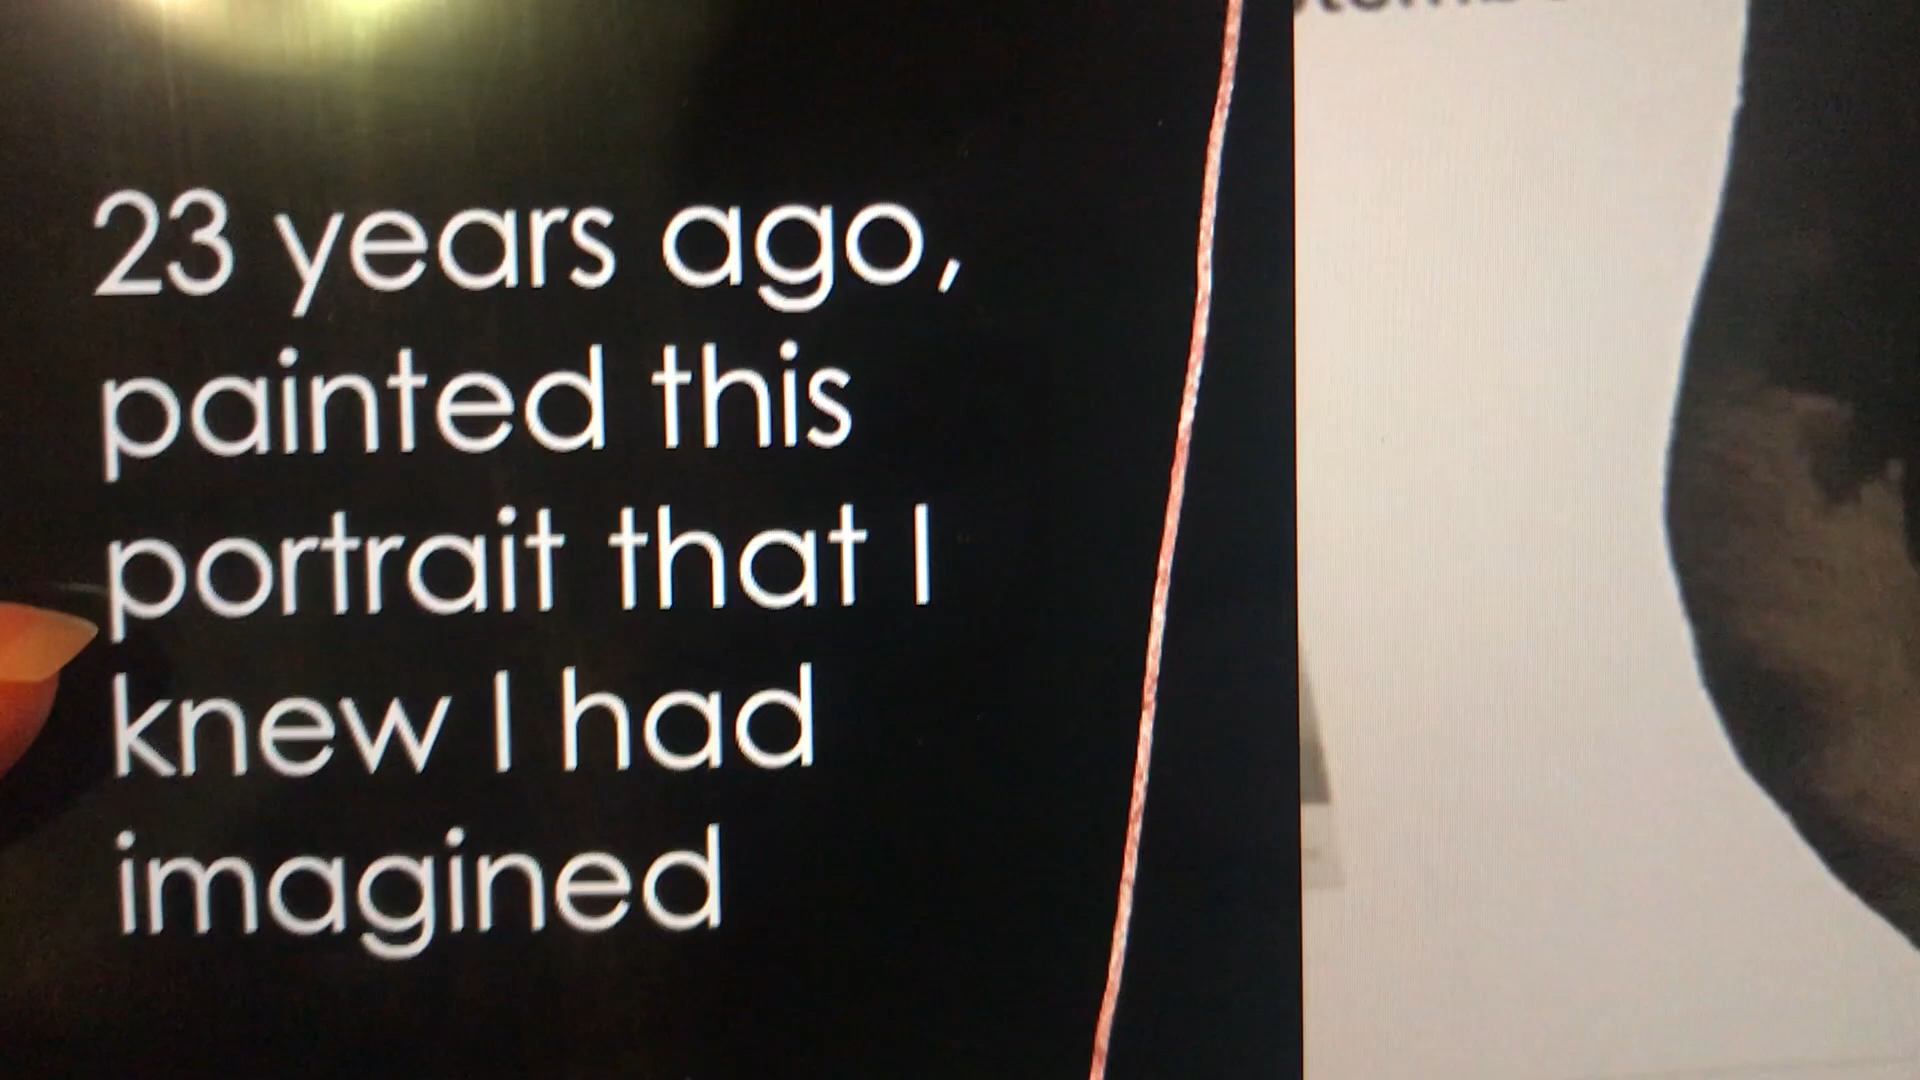 23 years ago,
painted this
portrait that I
knew I had
imagined